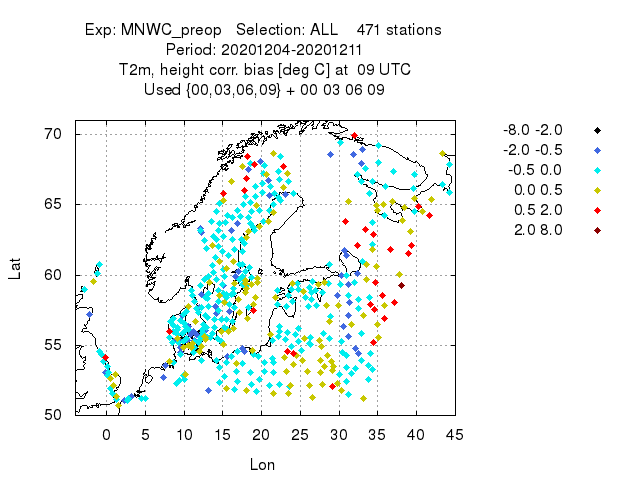 Exp: MNWC_preop   Selection: ALL    471 stations
Period: 20201204-20201211
T2m, height corr. bias [deg C] at  09 UTC
Used {00,03,06,09} + 00 03 06 09
-8.0 -2.0
-2.0 -0.5
-0.5 0.0
0.0 0.5
0.5 2.0
2.0 8.0
70
65
60
55
50
Lat
0 5 10 15 20 25 30 35 40 45
Lon